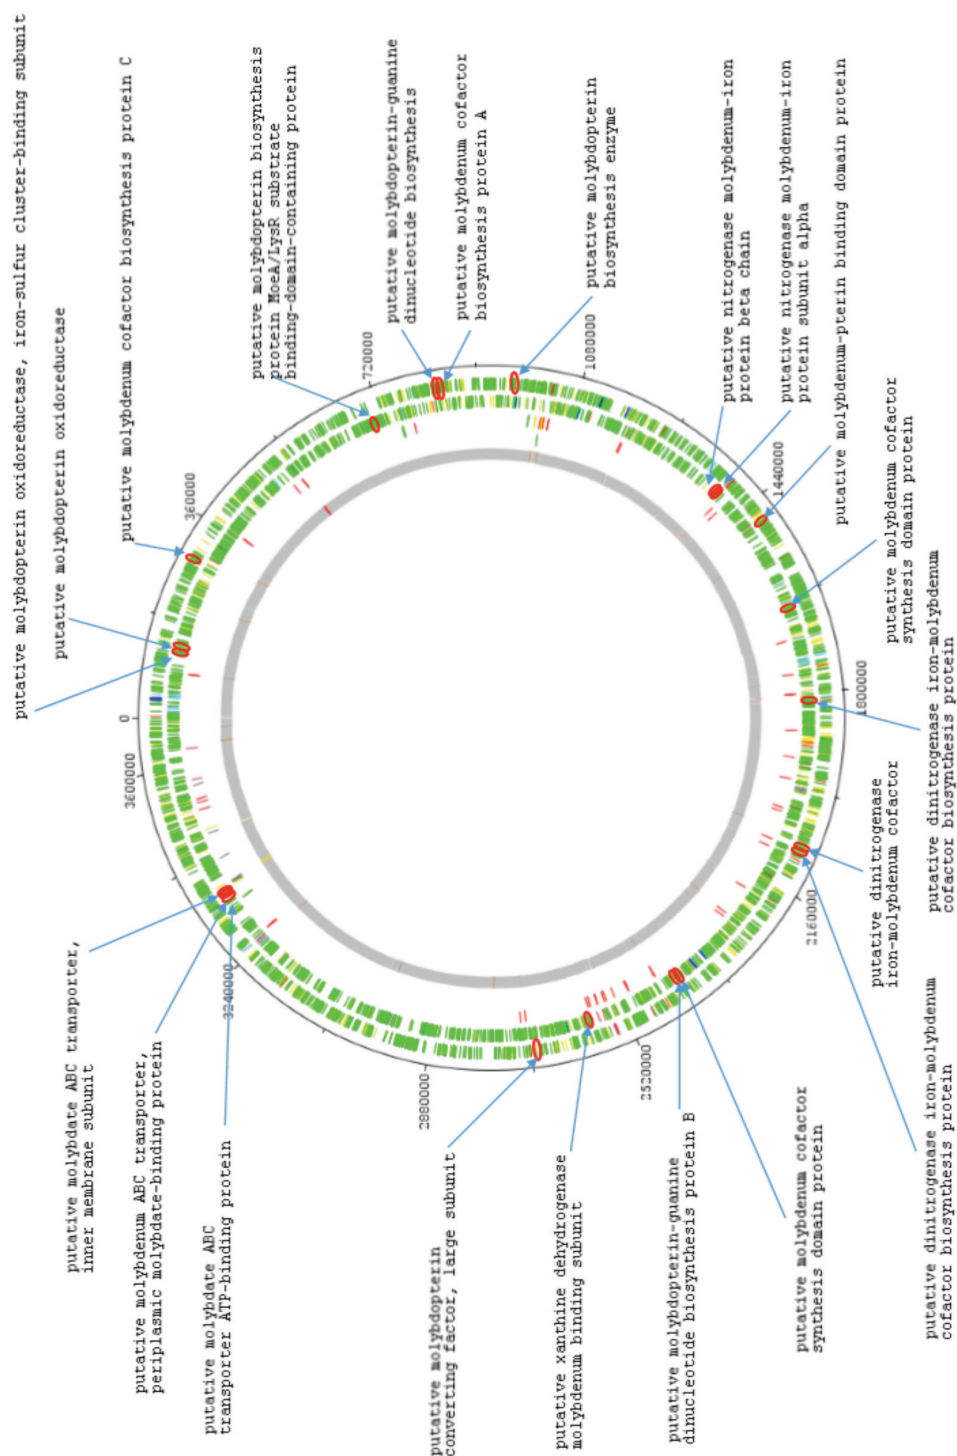 putative molybdopterin oxidoreductase, iron-sulfur cluster-binding subunit
putative molybdopterin oxidoreductase
putative molybdenum cofactor biosynthesis protein C
putative molybdopterin biosynthesis
protein MoeA/LysR substrate
binding-domain-containing protein
putative molybdopterin-guanine
dinucleotide biosynthesis
putative molybdenum cofactor
biosynthesis protein A
putative molybdopterin
biosynthesis enzyme
putative nitrogenase molybdenum-iron
protein beta chain
putative nitrogenase molybdenum-iron
protein subunit alpha
putative molybdenum-pterin binding domain protein
putative molybdenum cofactor
synthesis domain protein
putative dinitrogenase iron-molybdenum
cofactor biosynthesis protein
putative dinitrogenase
iron-molybdenum cofactor
putative dinitrogenase iron-molybdenum
cofactor biosynthesis protein
putative molybdenum cofactor
synthesis domain protein
putative molybdopterin-guanine
dinucleotide biosynthesis protein B
putative xanthine dehydrogenase
molybdenum binding subunit
putative molybdopterin
converting factor, large subunit
putative molybdate ABC
transporter ATP-binding protein
putative molybdenum ABC transporter,
periplasmic molybdate-binding protein
putative molybdate ABC transporter,
inner membrane subunit
0
360000
720000
1080000
1440000
1800000
2160000
2520000
2880000
3240000
3600000